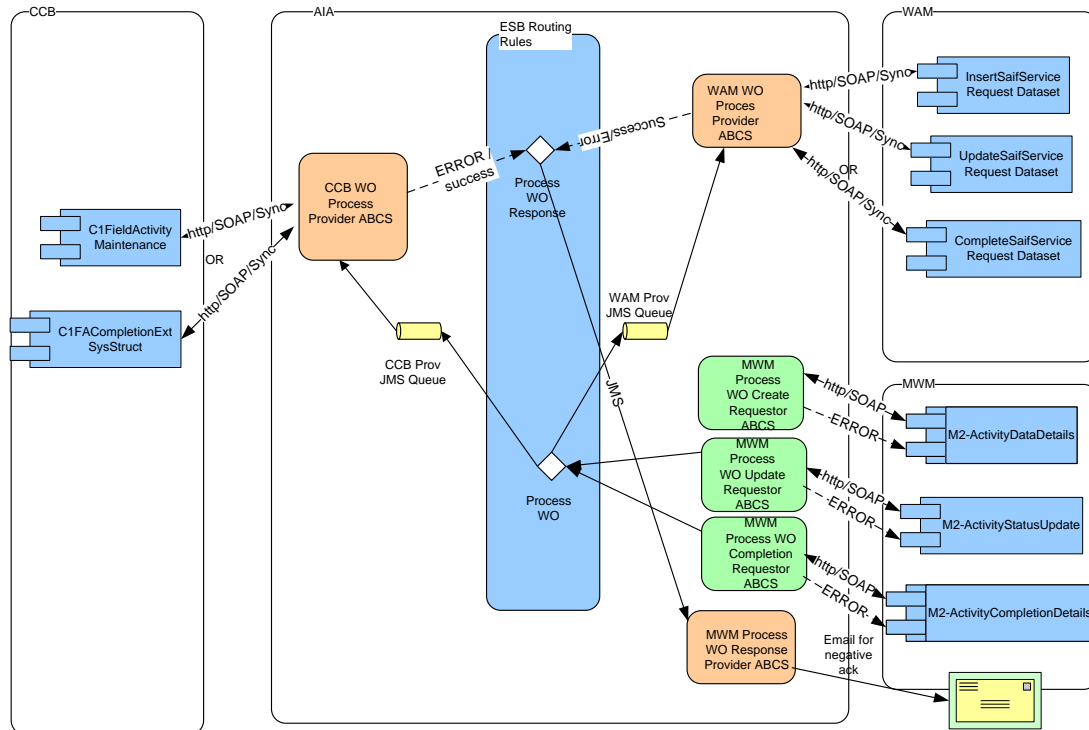 CCB
AIA
WAM
ESB Routing
Rules
InsertSaifService
Request Dataset
http/SOAP/Sync
WAM WO
Proces
Provider
ABCS
http/SOAP/Sync
Success/Error
UpdateSaifService
Request Dataset
OR
http/SOAP/Sync
ERROR /
success
CCB WO
Process
Provider ABCS
Process
WO
Response
C1FieldActivity
Maintenance
http/SOAP/Sync
CompleteSaifService
Request Dataset
OR
http/SOAP/Sync
WAM Prov
JMS Queue
C1FACompletionExt
SysStruct
CCB Prov
JMS Queue
JMS
MWM
MWM
Process
WO Create
Requestor
ABCS
http/SOAP
ERROR
M2-ActivityDataDetails
MWM
Process
WO Update
Requestor
ABCS
http/SOAP
ERROR
M2-ActivityStatusUpdate
Process
WO
MWM
Process WO
Completion
Requestor
ABCS
http/SOAP
ERROR
M2-ActivityCompletionDetails
MWM Process
WO Response
Provider ABCS
Email for
negative
ack